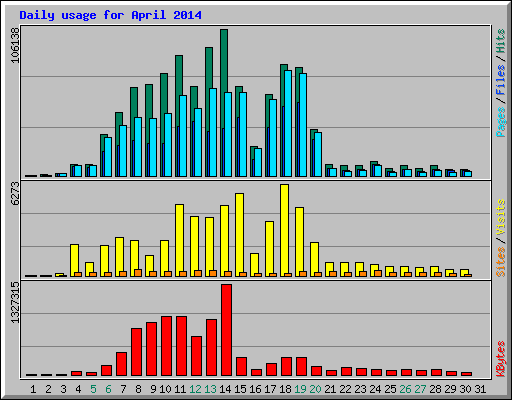 Daily usage for April 2014
106138
Pages/Files/Hits
6273
Sites/Visits
1327315
KBytes
1 2 3 4 5 6 7 8 9 10 11 12 13 14 15 16 17 18 19 20 21 22 23 24 25 26 27 28 29 30 31